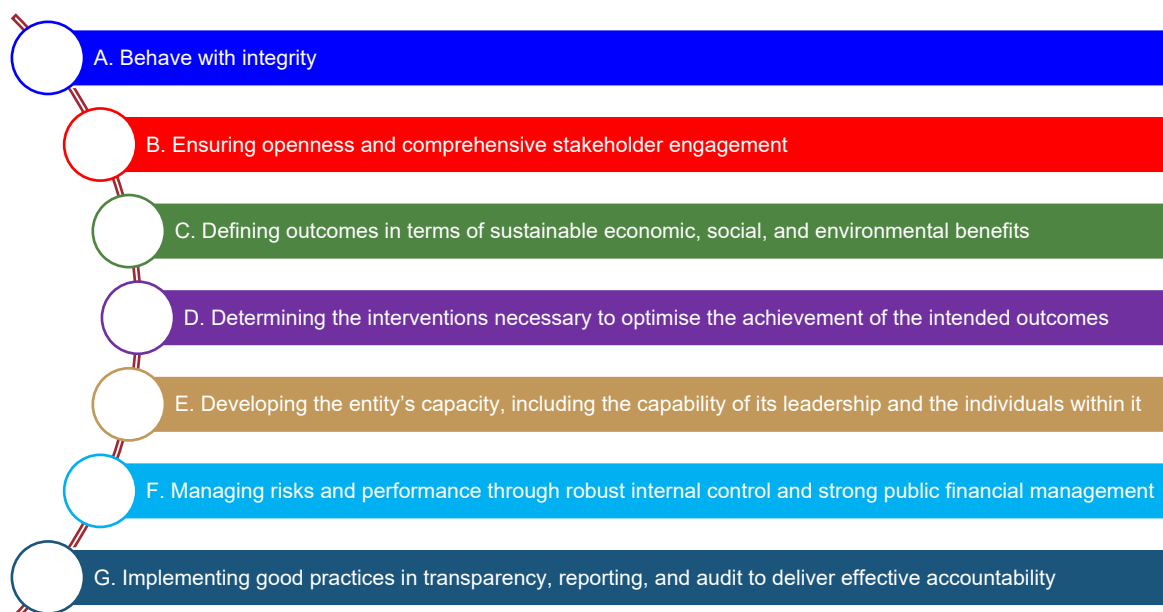 A. Behave with integrity
B. Ensuring openness and comprehensive stakeholder engagement
C. Defining outcomes in terms of sustainable economic, social, and environmental benefits
D. Determining the interventions necessary to optimise the achievement of the intended outcomes
E. Developing the entity’s capacity, including the capability of its leadership and the individuals within it
F. Managing risks and performance through robust internal control and strong public financial management
G. Implementing good practices in transparency, reporting, and audit to deliver effective accountability